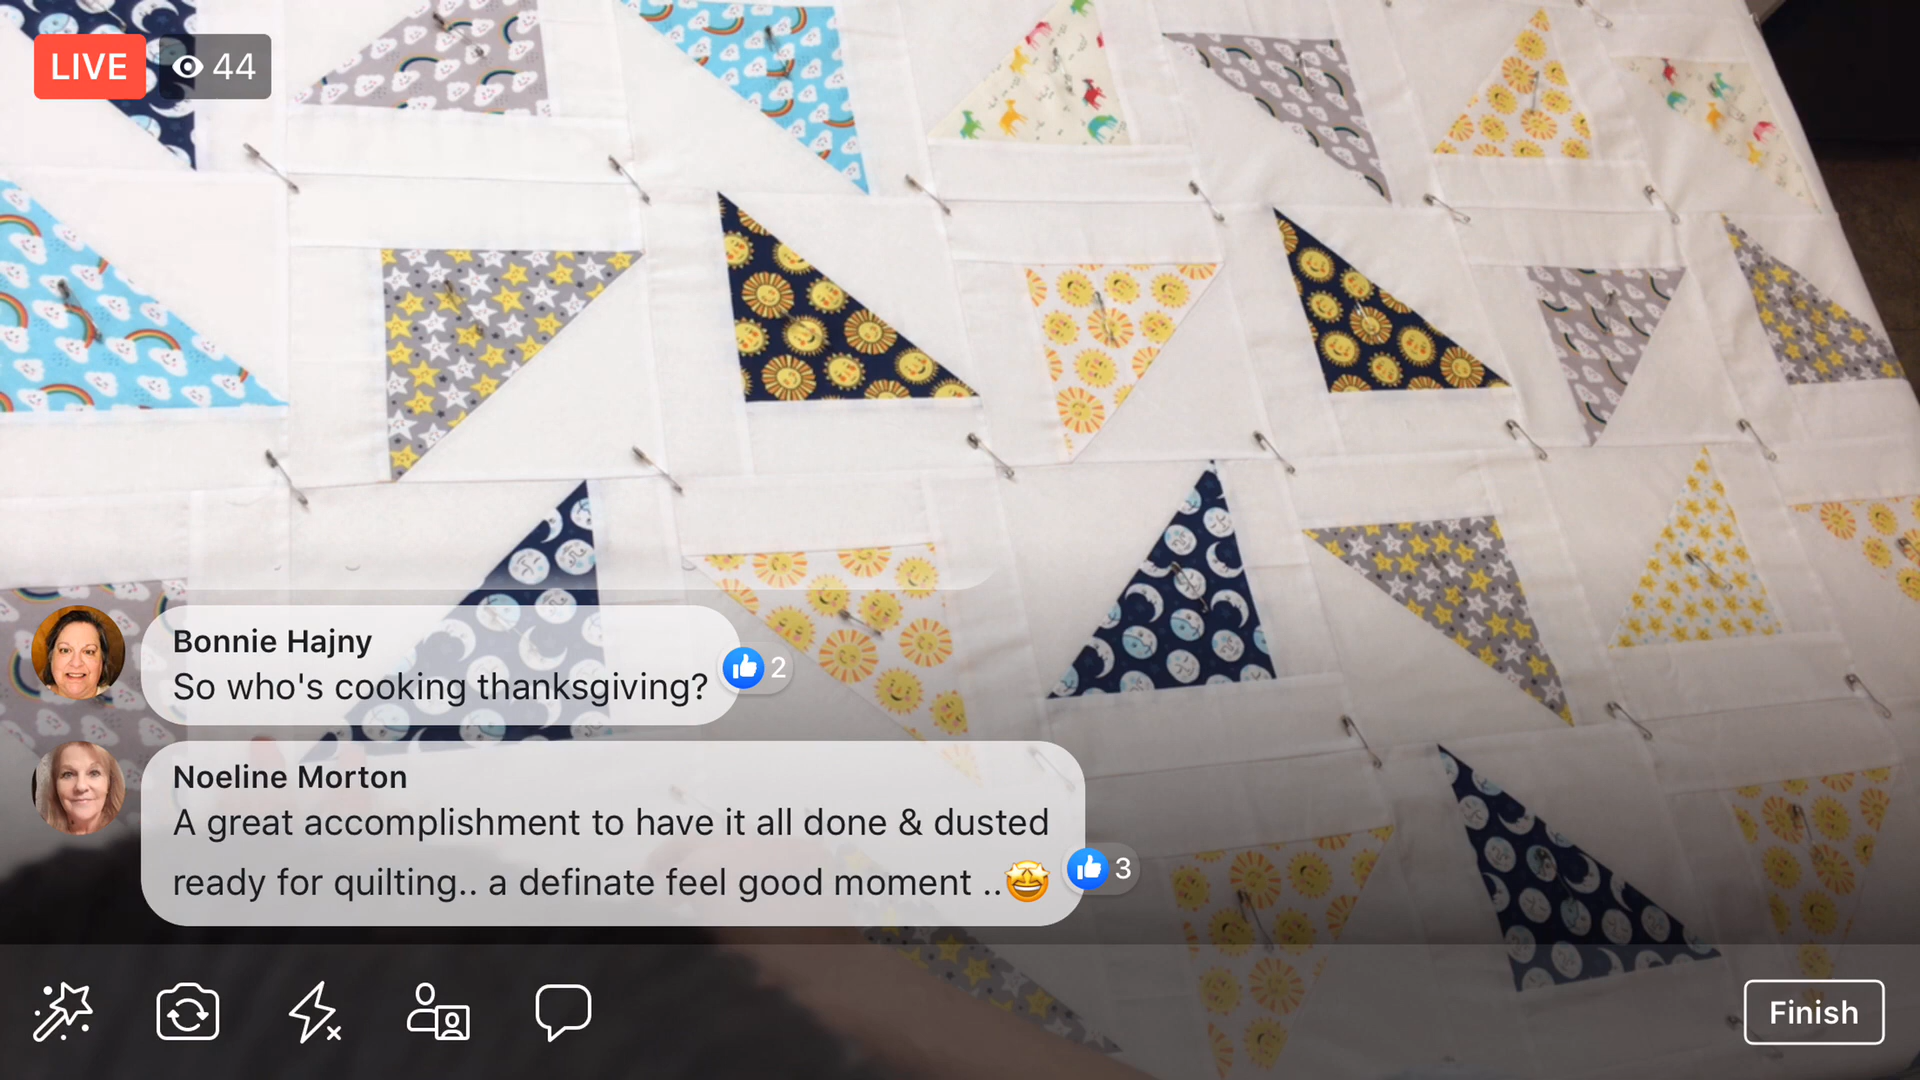 LIVE 44
Bonnie Hajny
So who's cooking thanksgiving?
2
Noeline Morton
A great accomplishment to have it all done & dusted
ready for quilting.. a definate feel good moment ..🤩
3
Finish